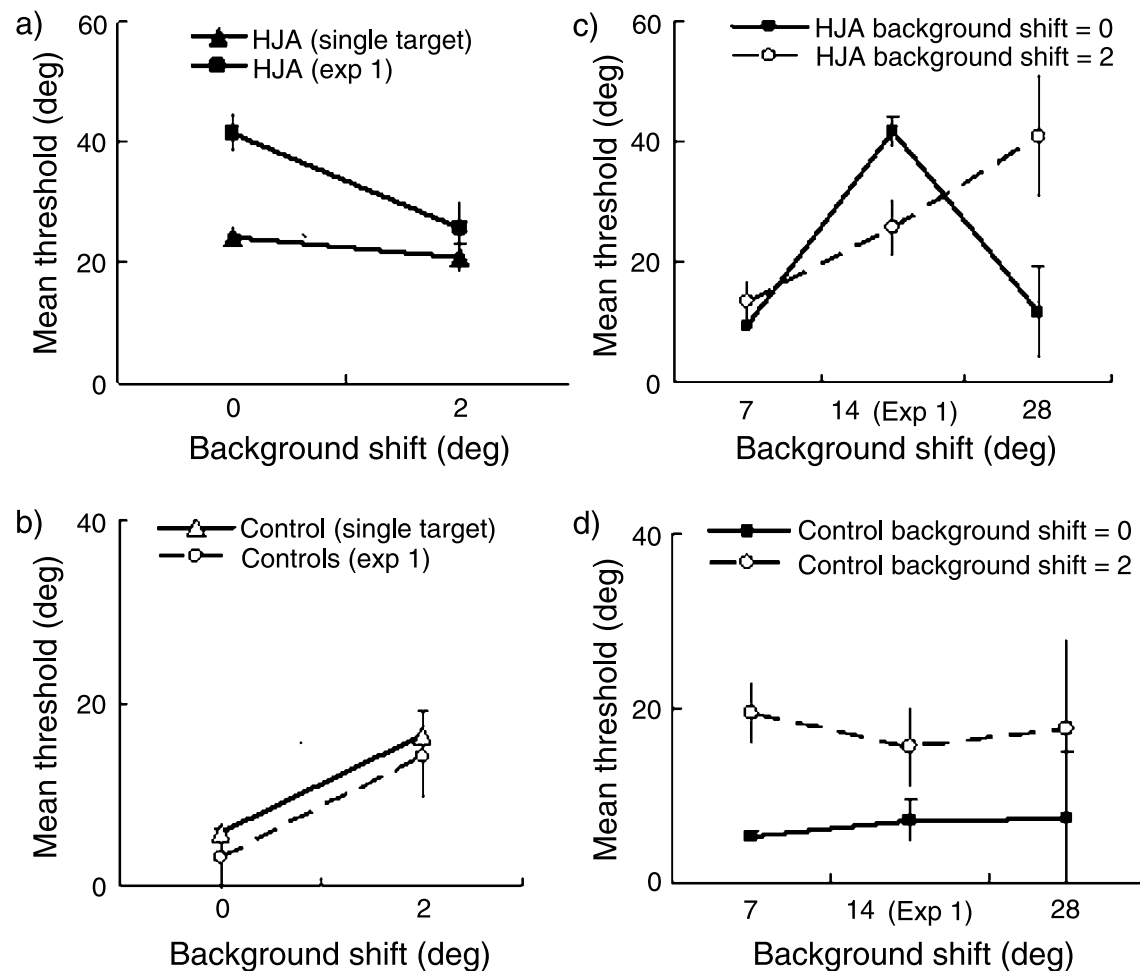 a)
60
40
20
0
Mean threshold (deg)
HJA (single target)
HJA (exp 1)
0 2
Background shift (deg)
c)
60
40
20
0
Mean threshold (deg)
HJA background shift = 0
HJA background shift = 2
7 14 (Exp 1) 28
Background shift (deg)
b)
40
20
0
Mean threshold (deg)
Control (single target)
Controls (exp 1)
0 2
Background shift (deg)
d)
40
20
0
Mean threshold (deg)
Control background shift = 0
Control background shift = 2
7 14 (Exp 1) 28
Background shift (deg)